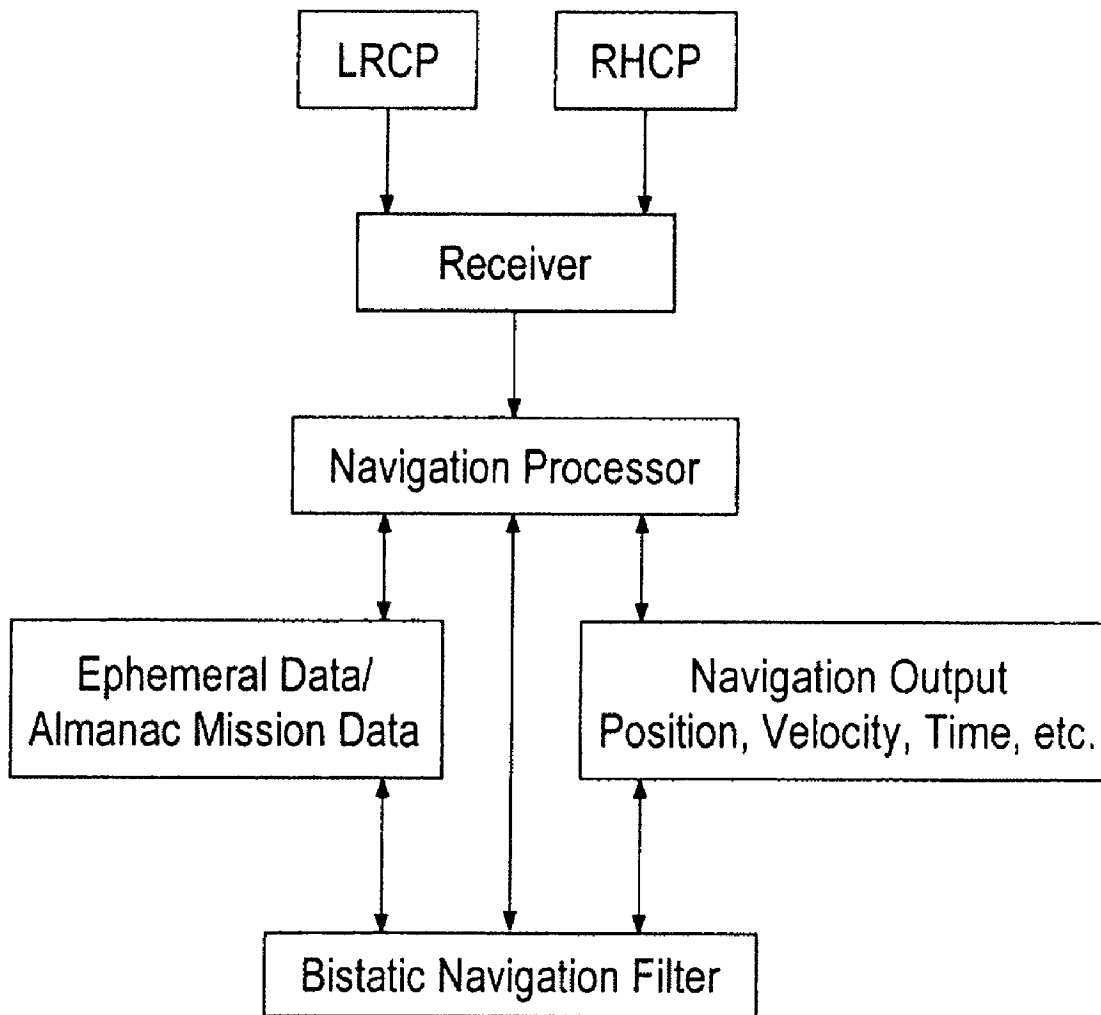 LRCP
RHCP
Receiver
Navigation Processor
Ephemeral Data/
Almanac Mission Data
Navigation Output
Position, Velocity, Time, etc.
Bistatic Navigation Filter